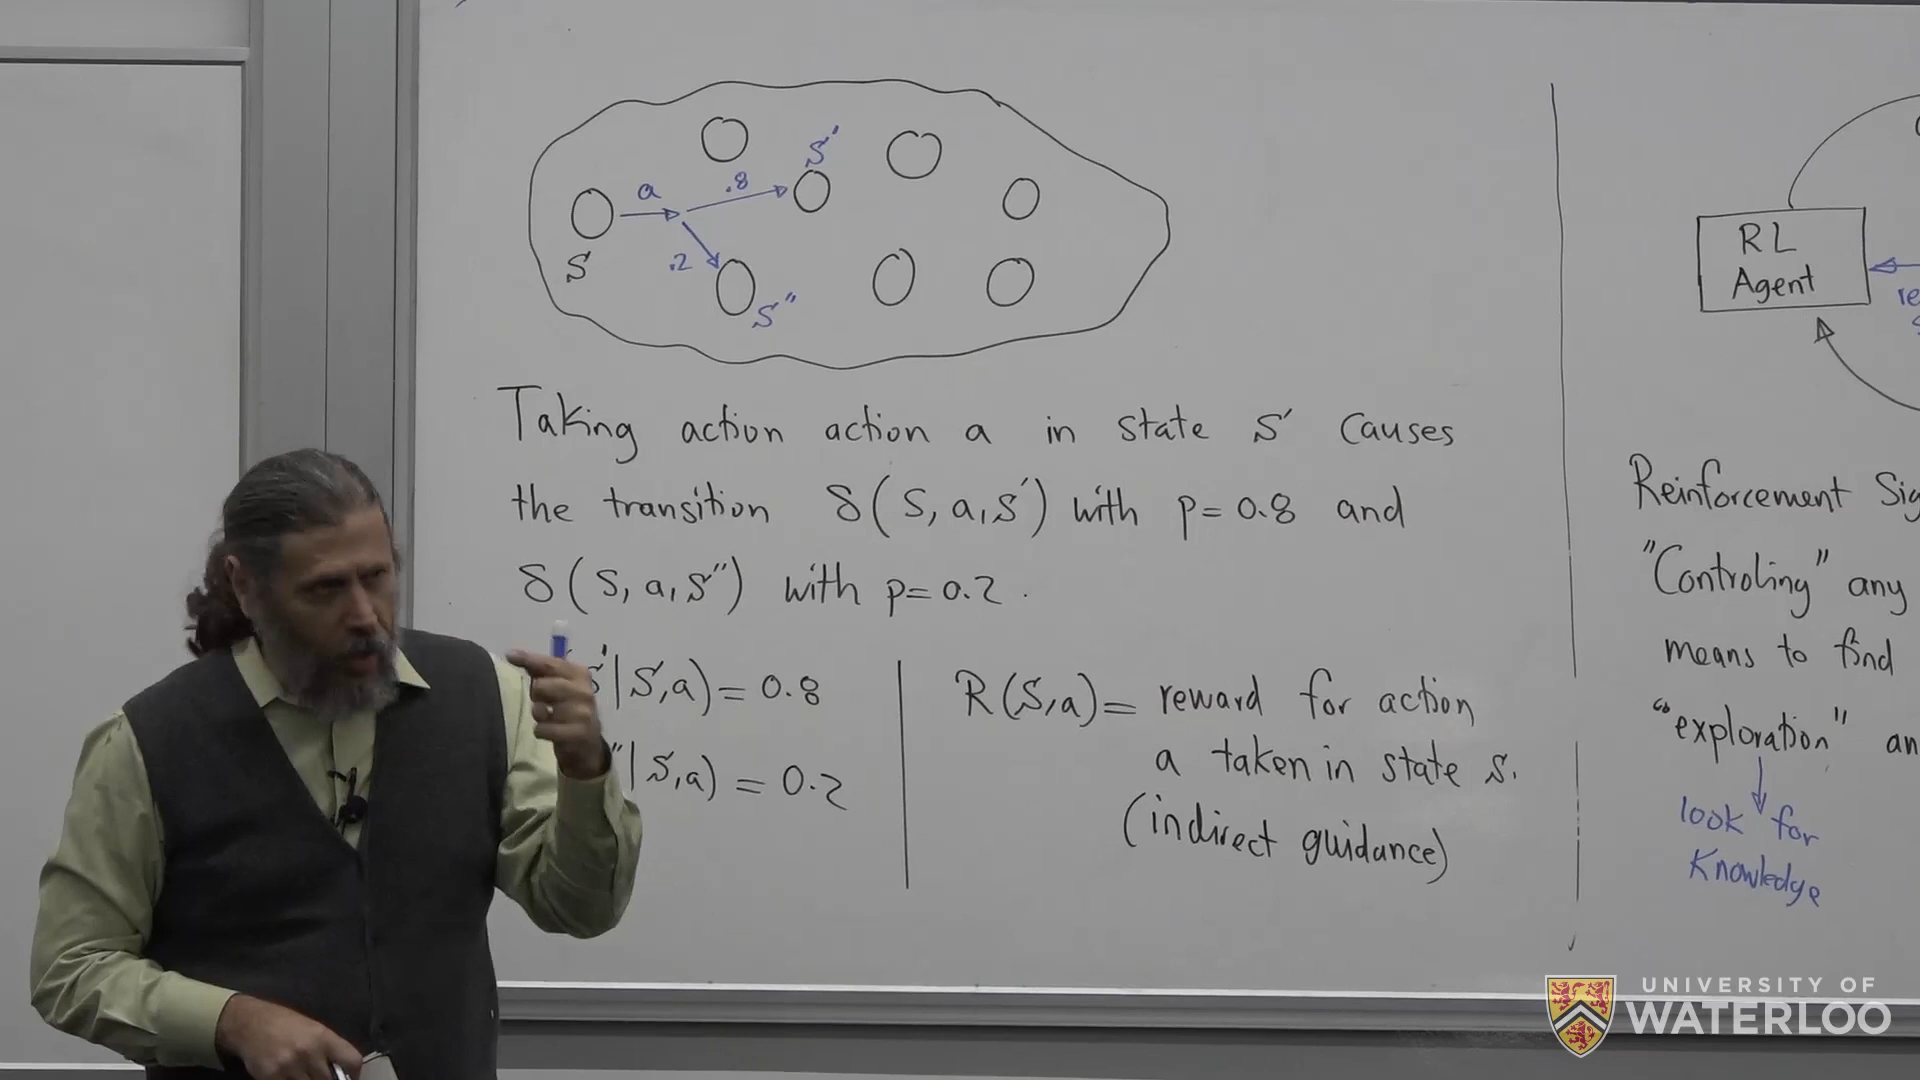 S'
a
.8
S
.2
S"
Taking action action a in state S causes
the transition δ(S, a, S') with p=0.8 and
δ(S, a, S") with p=0.2.
S'|S,a) = 0.8
"|S,a) = 0.2
R(S,a) = reward for action
a taken in state s.
(indirect guidance)
RL
Agent
re
Reinforcement Sig
"Controling" any
means to find
"exploration" an
look for
Knowledge
UNIVERSITY OF
WATERLOO